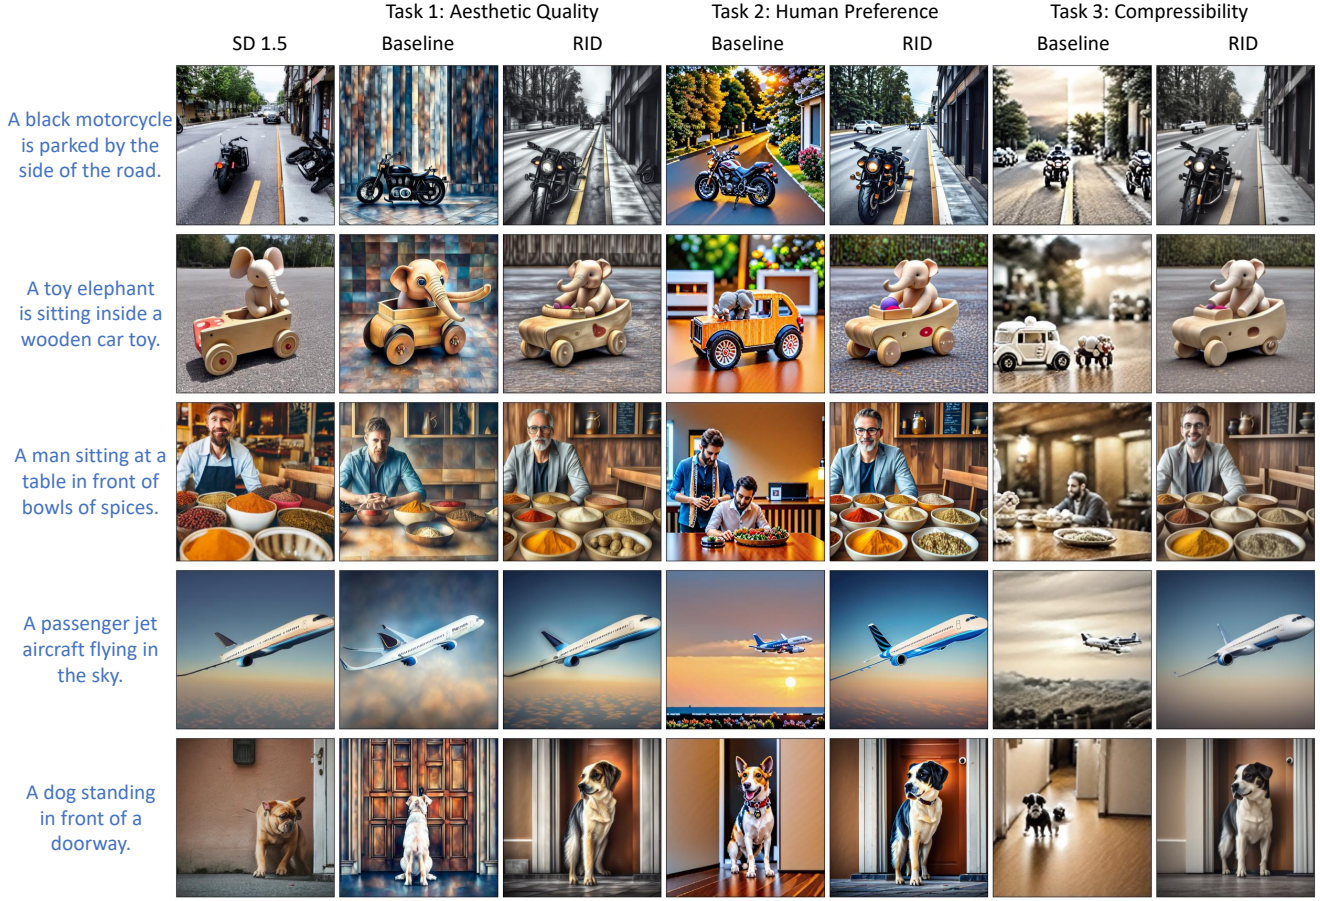 Task 1: Aesthetic Quality
Task 2: Human Preference
Task 3: Compressibility
SD 1.5
Baseline
RID
Baseline
RID
Baseline
RID
A black motorcycle
is parked by the
side of the road.
A toy elephant
is sitting inside a
wooden car toy.
A man sitting at a
table in front of
bowls of spices.
A passenger jet
aircraft flying in
the sky.
A dog standing
in front of a
doorway.